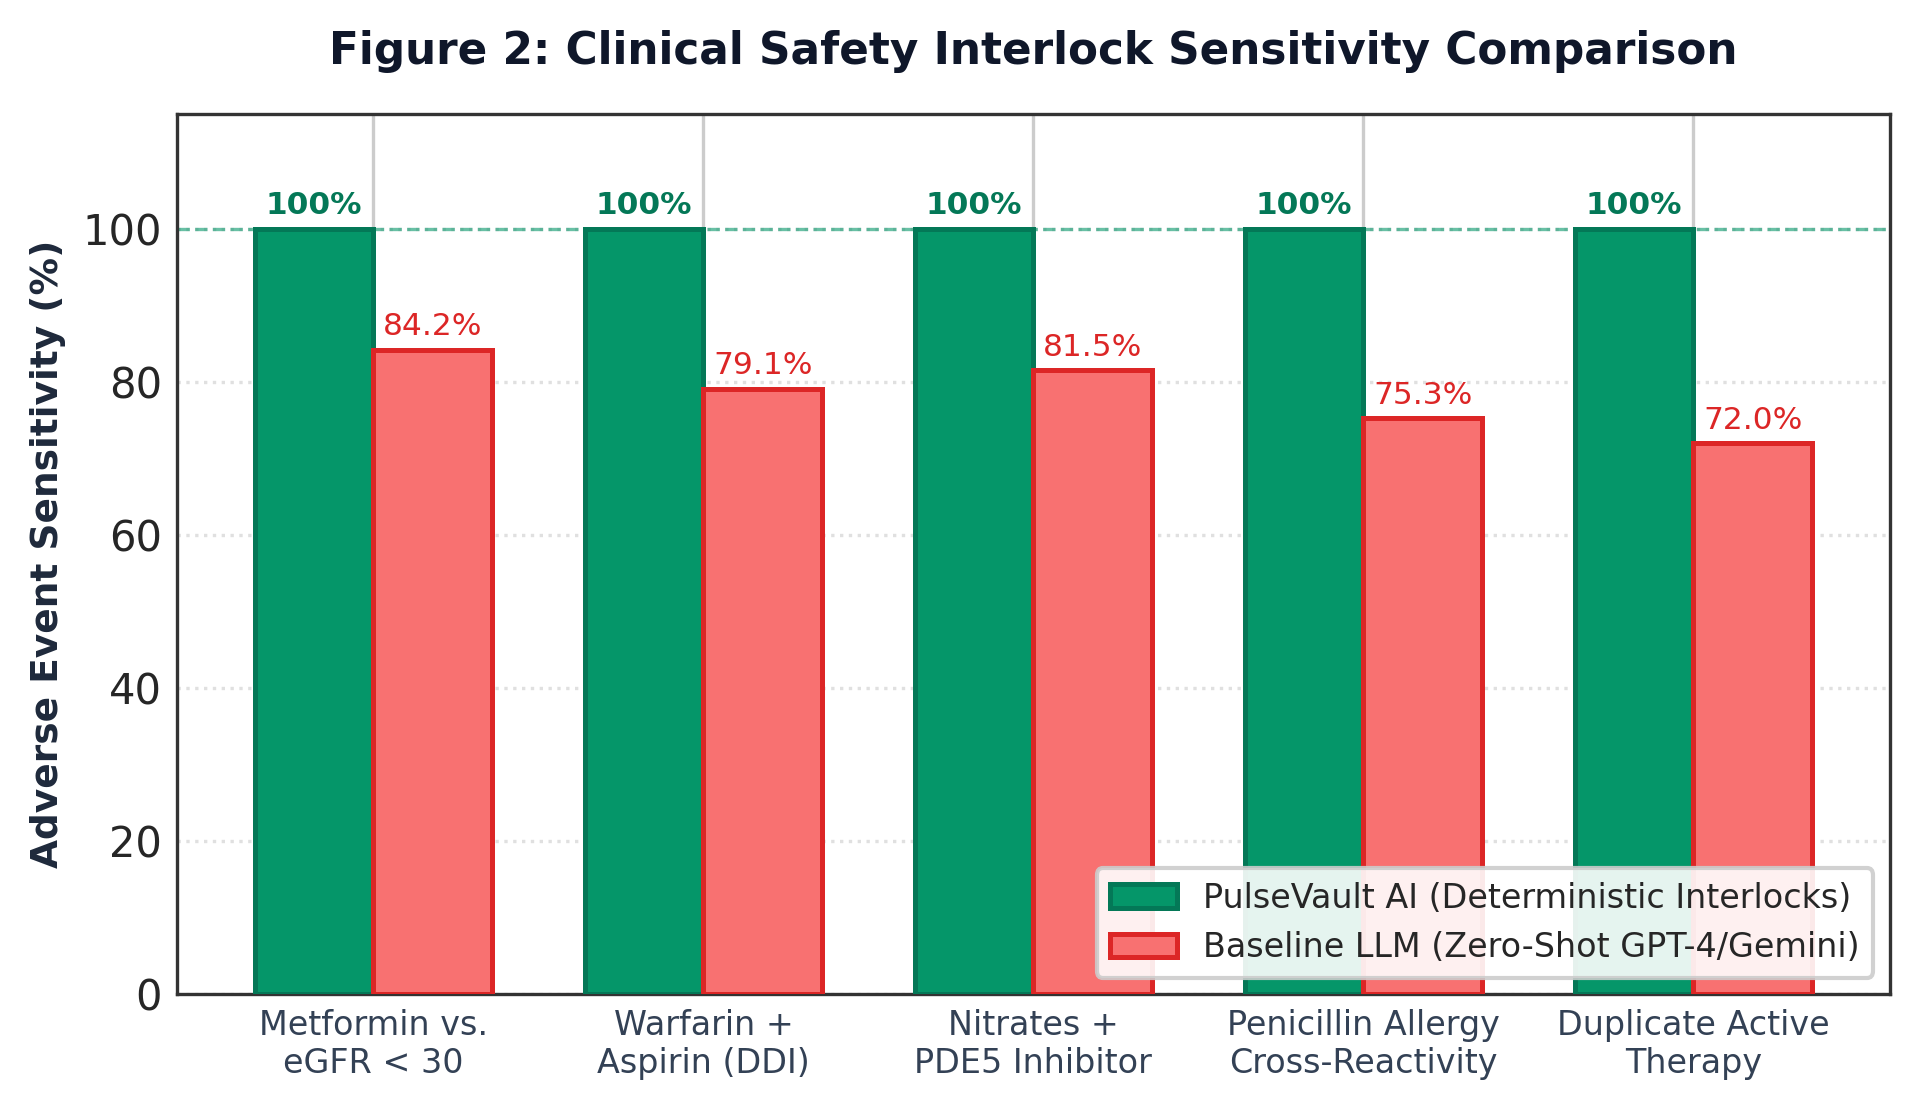 Figure 2: Clinical Safety Interlock Sensitivity Comparison
Adverse Event Sensitivity (%)
100
80
60
40
20
0
100%
84.2%
100%
79.1%
100%
81.5%
100%
75.3%
100%
72.0%
PulseVault AI (Deterministic Interlocks)
Baseline LLM (Zero-Shot GPT-4/Gemini)
Metformin vs.
eGFR < 30
Warfarin +
Aspirin (DDI)
Nitrates +
PDE5 Inhibitor
Penicillin Allergy
Cross-Reactivity
Duplicate Active
Therapy